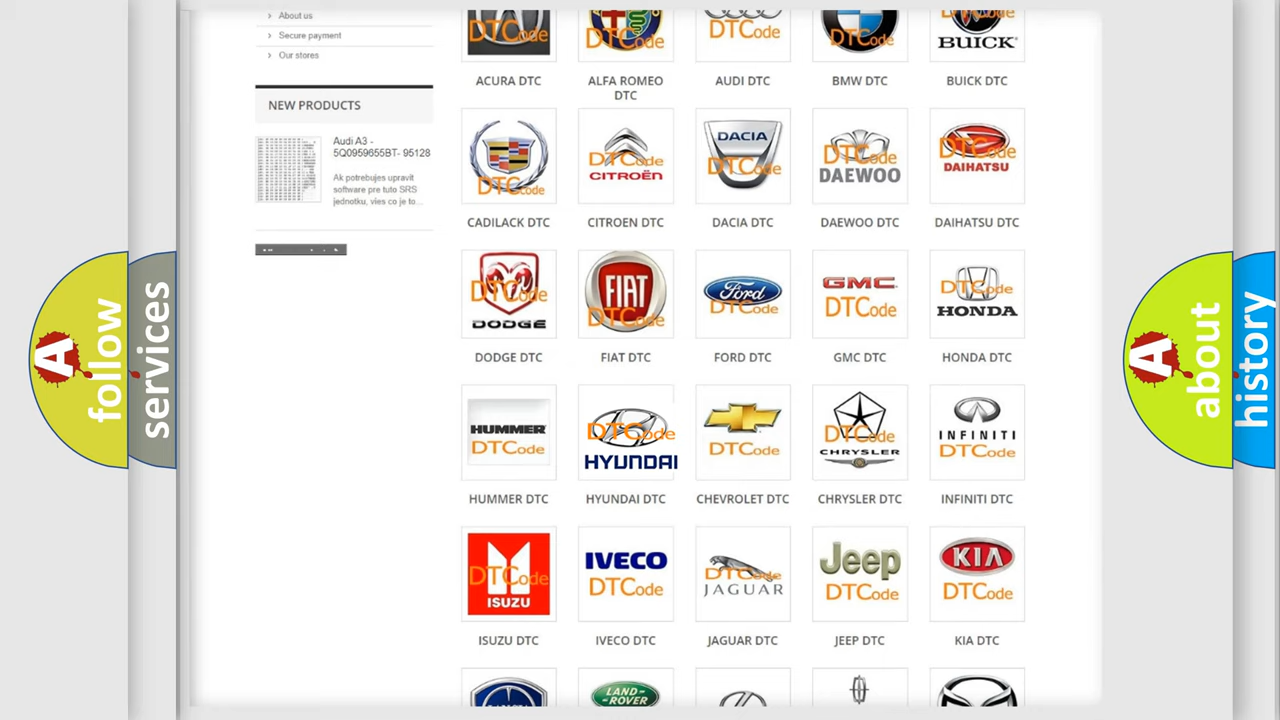 About us
Secure payment
Our stores
NEW PRODUCTS
Audi A3 -
5Q0959655BT- 95128
Ak potrebujes upravit
software pre tuto SRS
jednotku, vies co je to...
DTCode
DTCode
DTCode
DTCode
BUICK
ACURA DTC
ALFA ROMEO
DTC
AUDI DTC
BMW DTC
BUICK DTC
DTCode
DTCode
CITROËN
DACIA
DTCode
DTCode
DAEWOO
DTCode
DAIHATSU
CADILACK DTC
CITROEN DTC
DACIA DTC
DAEWOO DTC
DAIHATSU DTC
DTCode
DODGE
FIAT
DTCode
Ford
DTCode
GMC
DTCode
DTCode
HONDA
DODGE DTC
FIAT DTC
FORD DTC
GMC DTC
HONDA DTC
HUMMER
DTCode
DTCode
HYUNDAI
DTCode
DTCode
CHRYSLER
INFINITI
DTCode
HUMMER DTC
HYUNDAI DTC
CHEVROLET DTC
CHRYSLER DTC
INFINITI DTC
DTCode
ISUZU
IVECO
DTCode
DTCode
JAGUAR
Jeep
DTCode
KIA
DTCode
ISUZU DTC
IVECO DTC
JAGUAR DTC
JEEP DTC
KIA DTC
LAND-
ROVER
A
follow
services
A
about
history